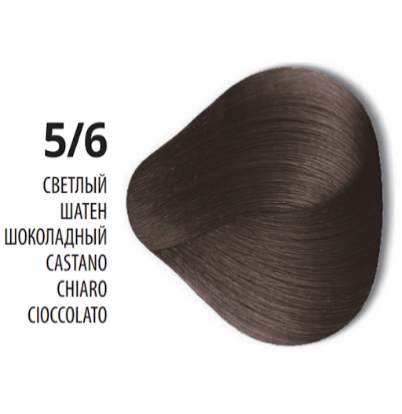 5/6
СВЕТЛЫЙ
ШАТЕН
ШОКОЛАДНЫЙ
CASTANO
CHIARO
CIOCCOLATO